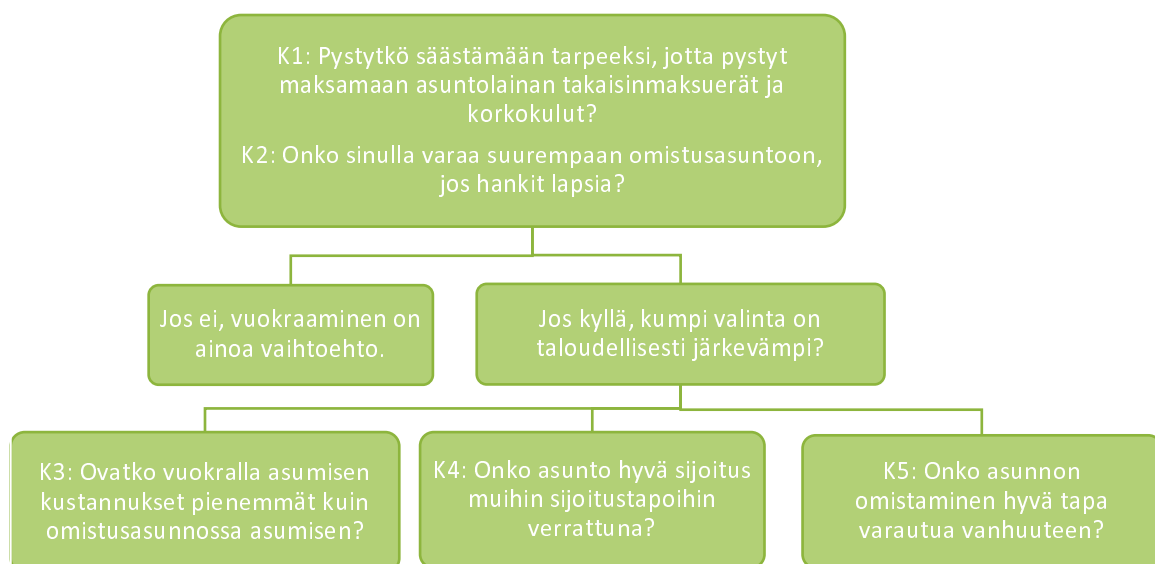 K1: Pystytkö säästämään tarpeeksi, jotta pystyt
maksamaan asuntolainan takaisinmaksuerät ja
korkokulut?
K2: Onko sinulla varaa suurempaan omistusasuntoon,
jos hankit lapsia?
Jos ei, vuokraaminen on
ainoa vaihtoehto.
Jos kyllä, kumpi valinta on
taloudellisesti järkevämpi?
K3: Ovatko vuokralla asumisen
kustannukset pienemmät kuin
omistusasunnossa asumisen?
K4: Onko asunto hyvä sijoitus
muihin sijoitustapoihin
verrattuna?
K5: Onko asunnon
omistaminen hyvä tapa
varautua vanhuuteen?